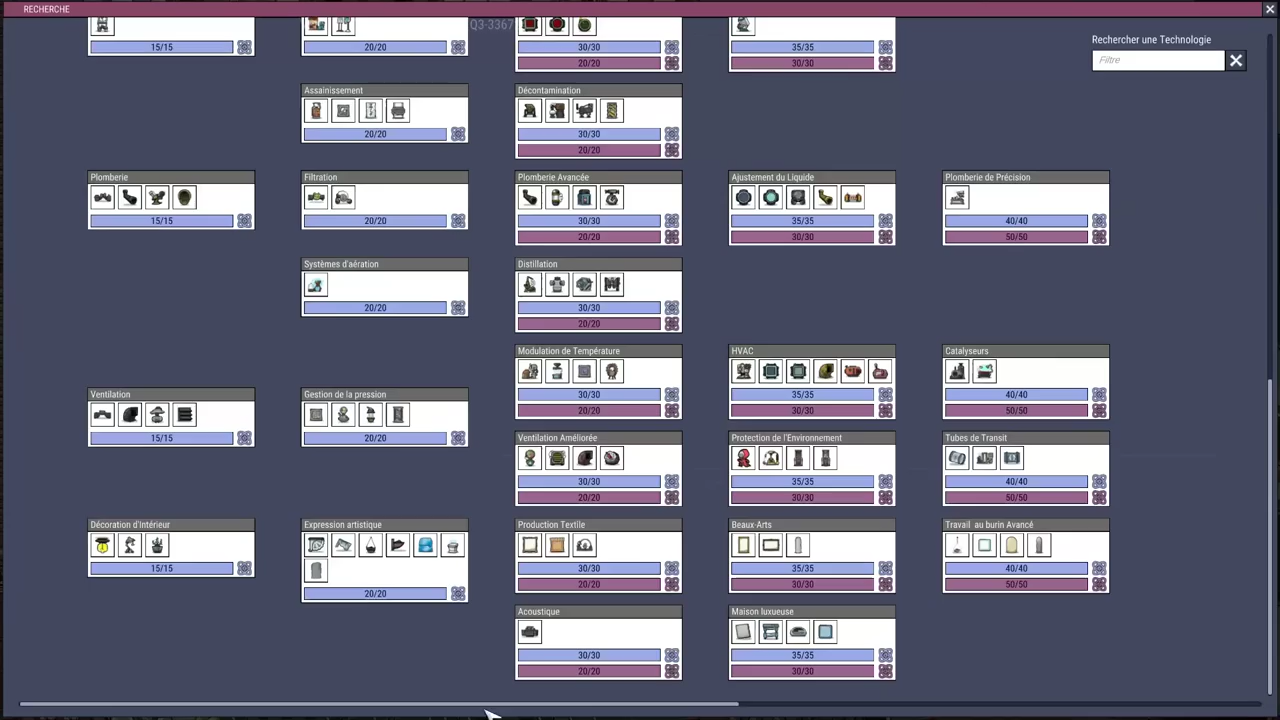 RECHERCHE
Q3-3367
Rechercher une Technologie
Filtre
15/15
20/20
30/30
35/35
20/20
30/30
Assainissement
Décontamination
20/20
30/30
20/20
Plomberie
Filtration
Plomberie Avancée
Ajustement du Liquide
Plomberie de Précision
15/15
20/20
30/30
35/35
40/40
20/20
30/30
50/50
Systèmes d'aération
Distillation
20/20
30/30
20/20
Modulation de Température
HVAC
Catalyseurs
30/30
35/35
40/40
20/20
30/30
50/50
Ventilation
Gestion de la pression
15/15
20/20
Ventilation Améliorée
Protection de l'Environnement
Tubes de Transit
30/30
35/35
40/40
20/20
30/30
50/50
Décoration d'Intérieur
Expression artistique
Production Textile
Beaux-Arts
Travail au burin Avancé
15/15
20/20
30/30
35/35
40/40
20/20
30/30
50/50
Acoustique
Maison luxueuse
30/30
35/35
20/20
30/30